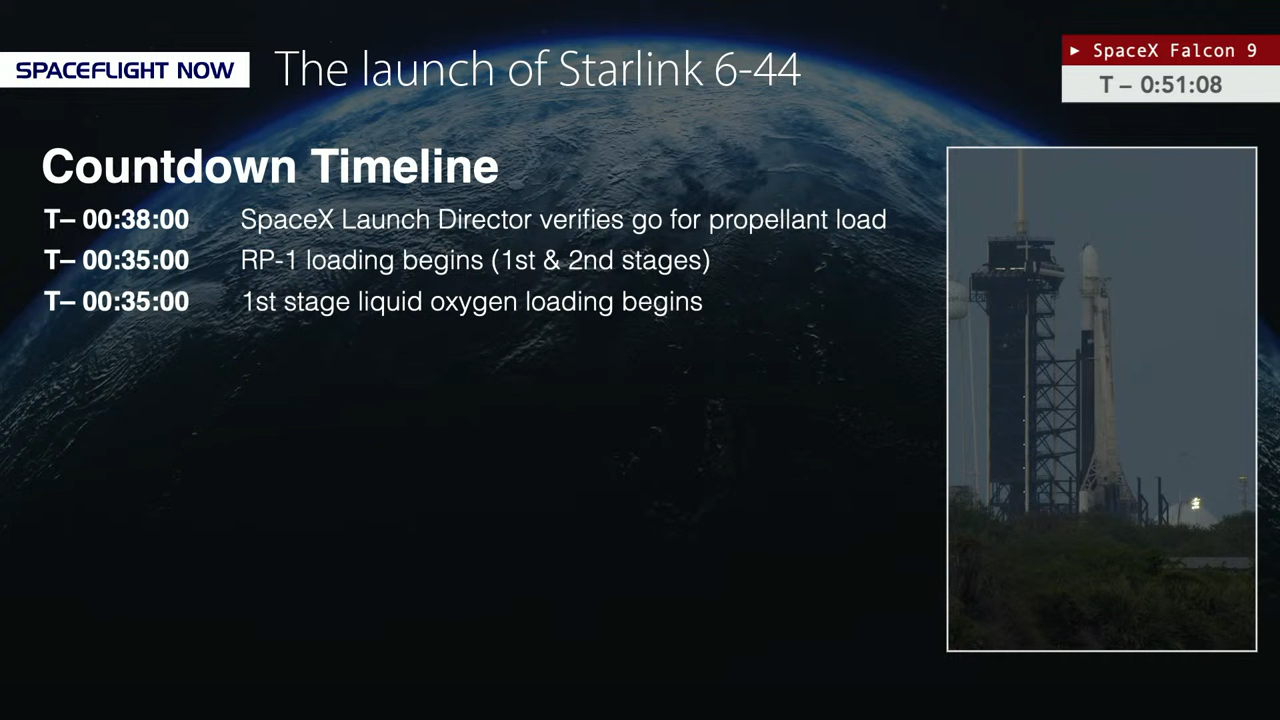 SPACEFLIGHT NOW
The launch of Starlink 6-44
▸ SpaceX Falcon 9
T – 0:51:08
Countdown Timeline
T– 00:38:00 SpaceX Launch Director verifies go for propellant load
T– 00:35:00 RP-1 loading begins (1st & 2nd stages)
T– 00:35:00 1st stage liquid oxygen loading begins